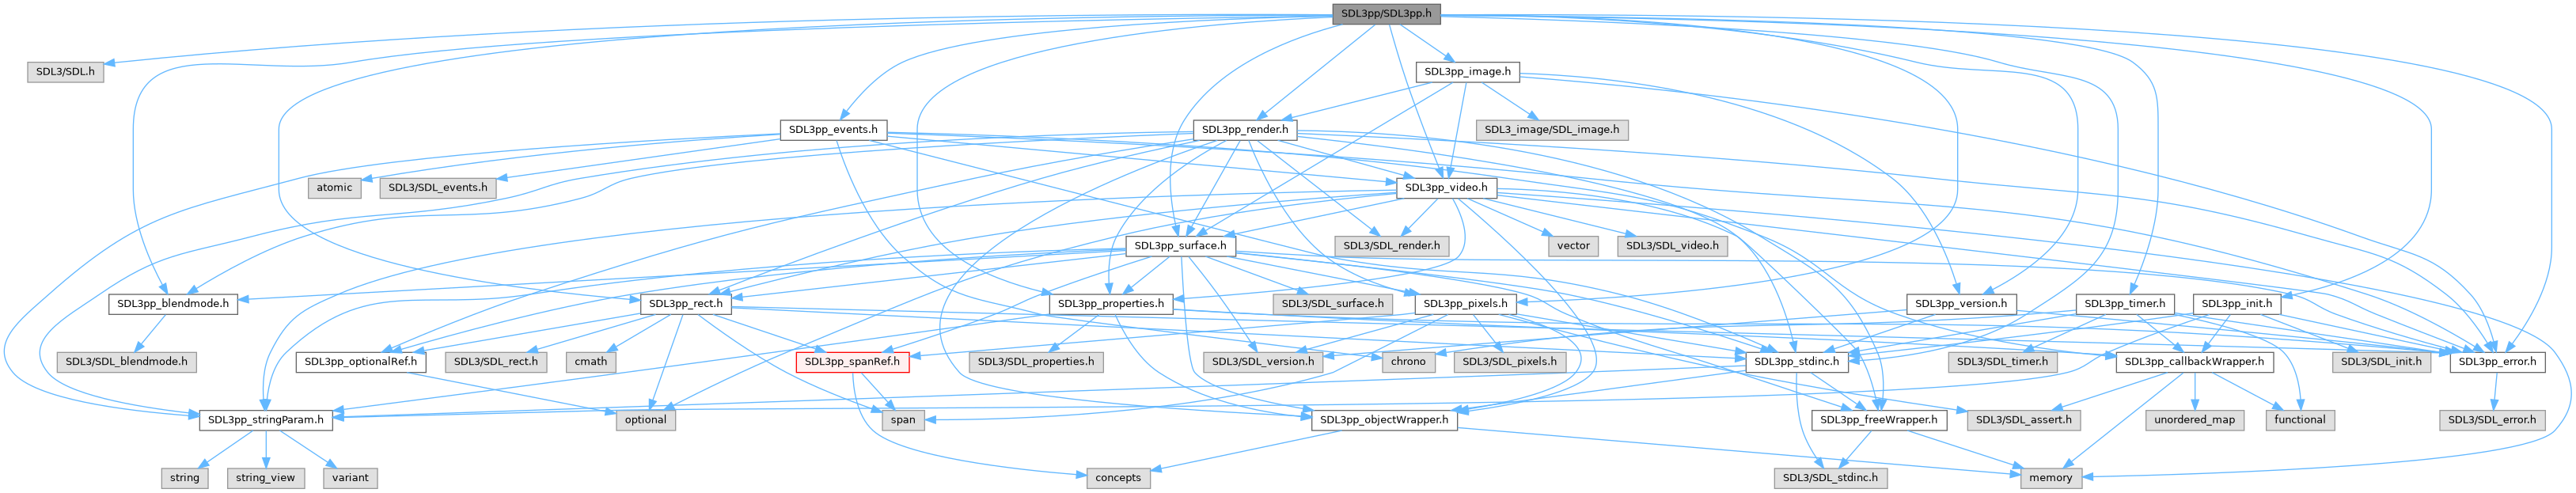 SDL3pp/SDL3pp.h
SDL3/SDL.h
SDL3pp_image.h
SDL3pp_events.h
SDL3pp_render.h
SDL3_image/SDL_image.h
atomic
SDL3/SDL_events.h
SDL3pp_video.h
SDL3pp_surface.h
SDL3/SDL_render.h
vector
SDL3/SDL_video.h
SDL3pp_blendmode.h
SDL3pp_rect.h
SDL3pp_properties.h
SDL3/SDL_surface.h
SDL3pp_pixels.h
SDL3pp_version.h
SDL3pp_timer.h
SDL3pp_init.h
SDL3/SDL_blendmode.h
SDL3pp_optionalRef.h
SDL3/SDL_rect.h
cmath
SDL3pp_spanRef.h
SDL3/SDL_properties.h
SDL3/SDL_version.h
chrono
SDL3/SDL_pixels.h
SDL3pp_stdinc.h
SDL3/SDL_timer.h
SDL3pp_callbackWrapper.h
SDL3/SDL_init.h
SDL3pp_error.h
SDL3pp_stringParam.h
optional
span
SDL3pp_objectWrapper.h
SDL3pp_freeWrapper.h
SDL3/SDL_assert.h
unordered_map
functional
SDL3/SDL_error.h
string
string_view
variant
concepts
SDL3/SDL_stdinc.h
memory